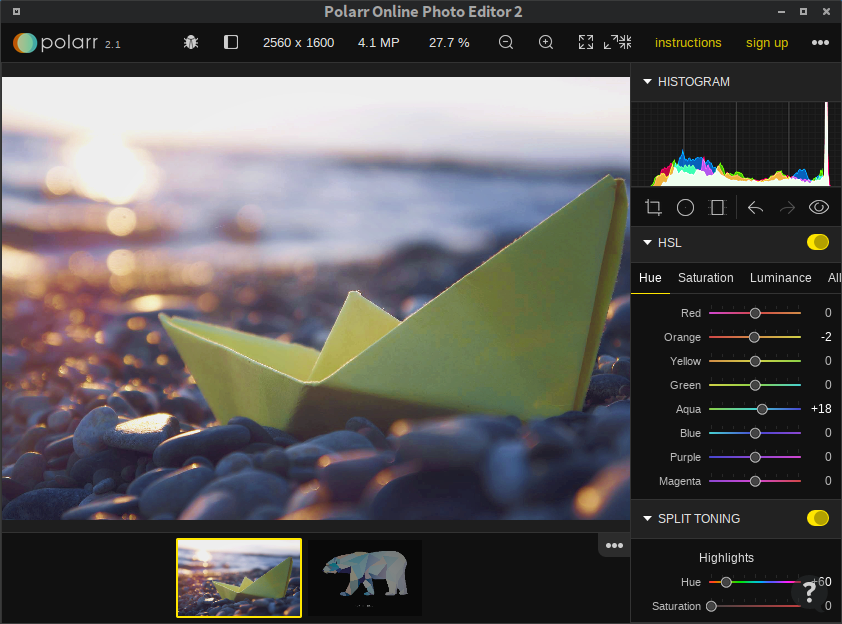 Polarr Online Photo Editor 2
polarr 2.1
2560 x 1600 4.1 MP 27.7 % instructions sign up
HISTOGRAM
HSL
Hue Saturation Luminance All
Red 0
Orange -2
Yellow 0
Green 0
Aqua +18
Blue 0
Purple 0
Magenta 0
SPLIT TONING
Highlights
Hue +60
?
Saturation 0